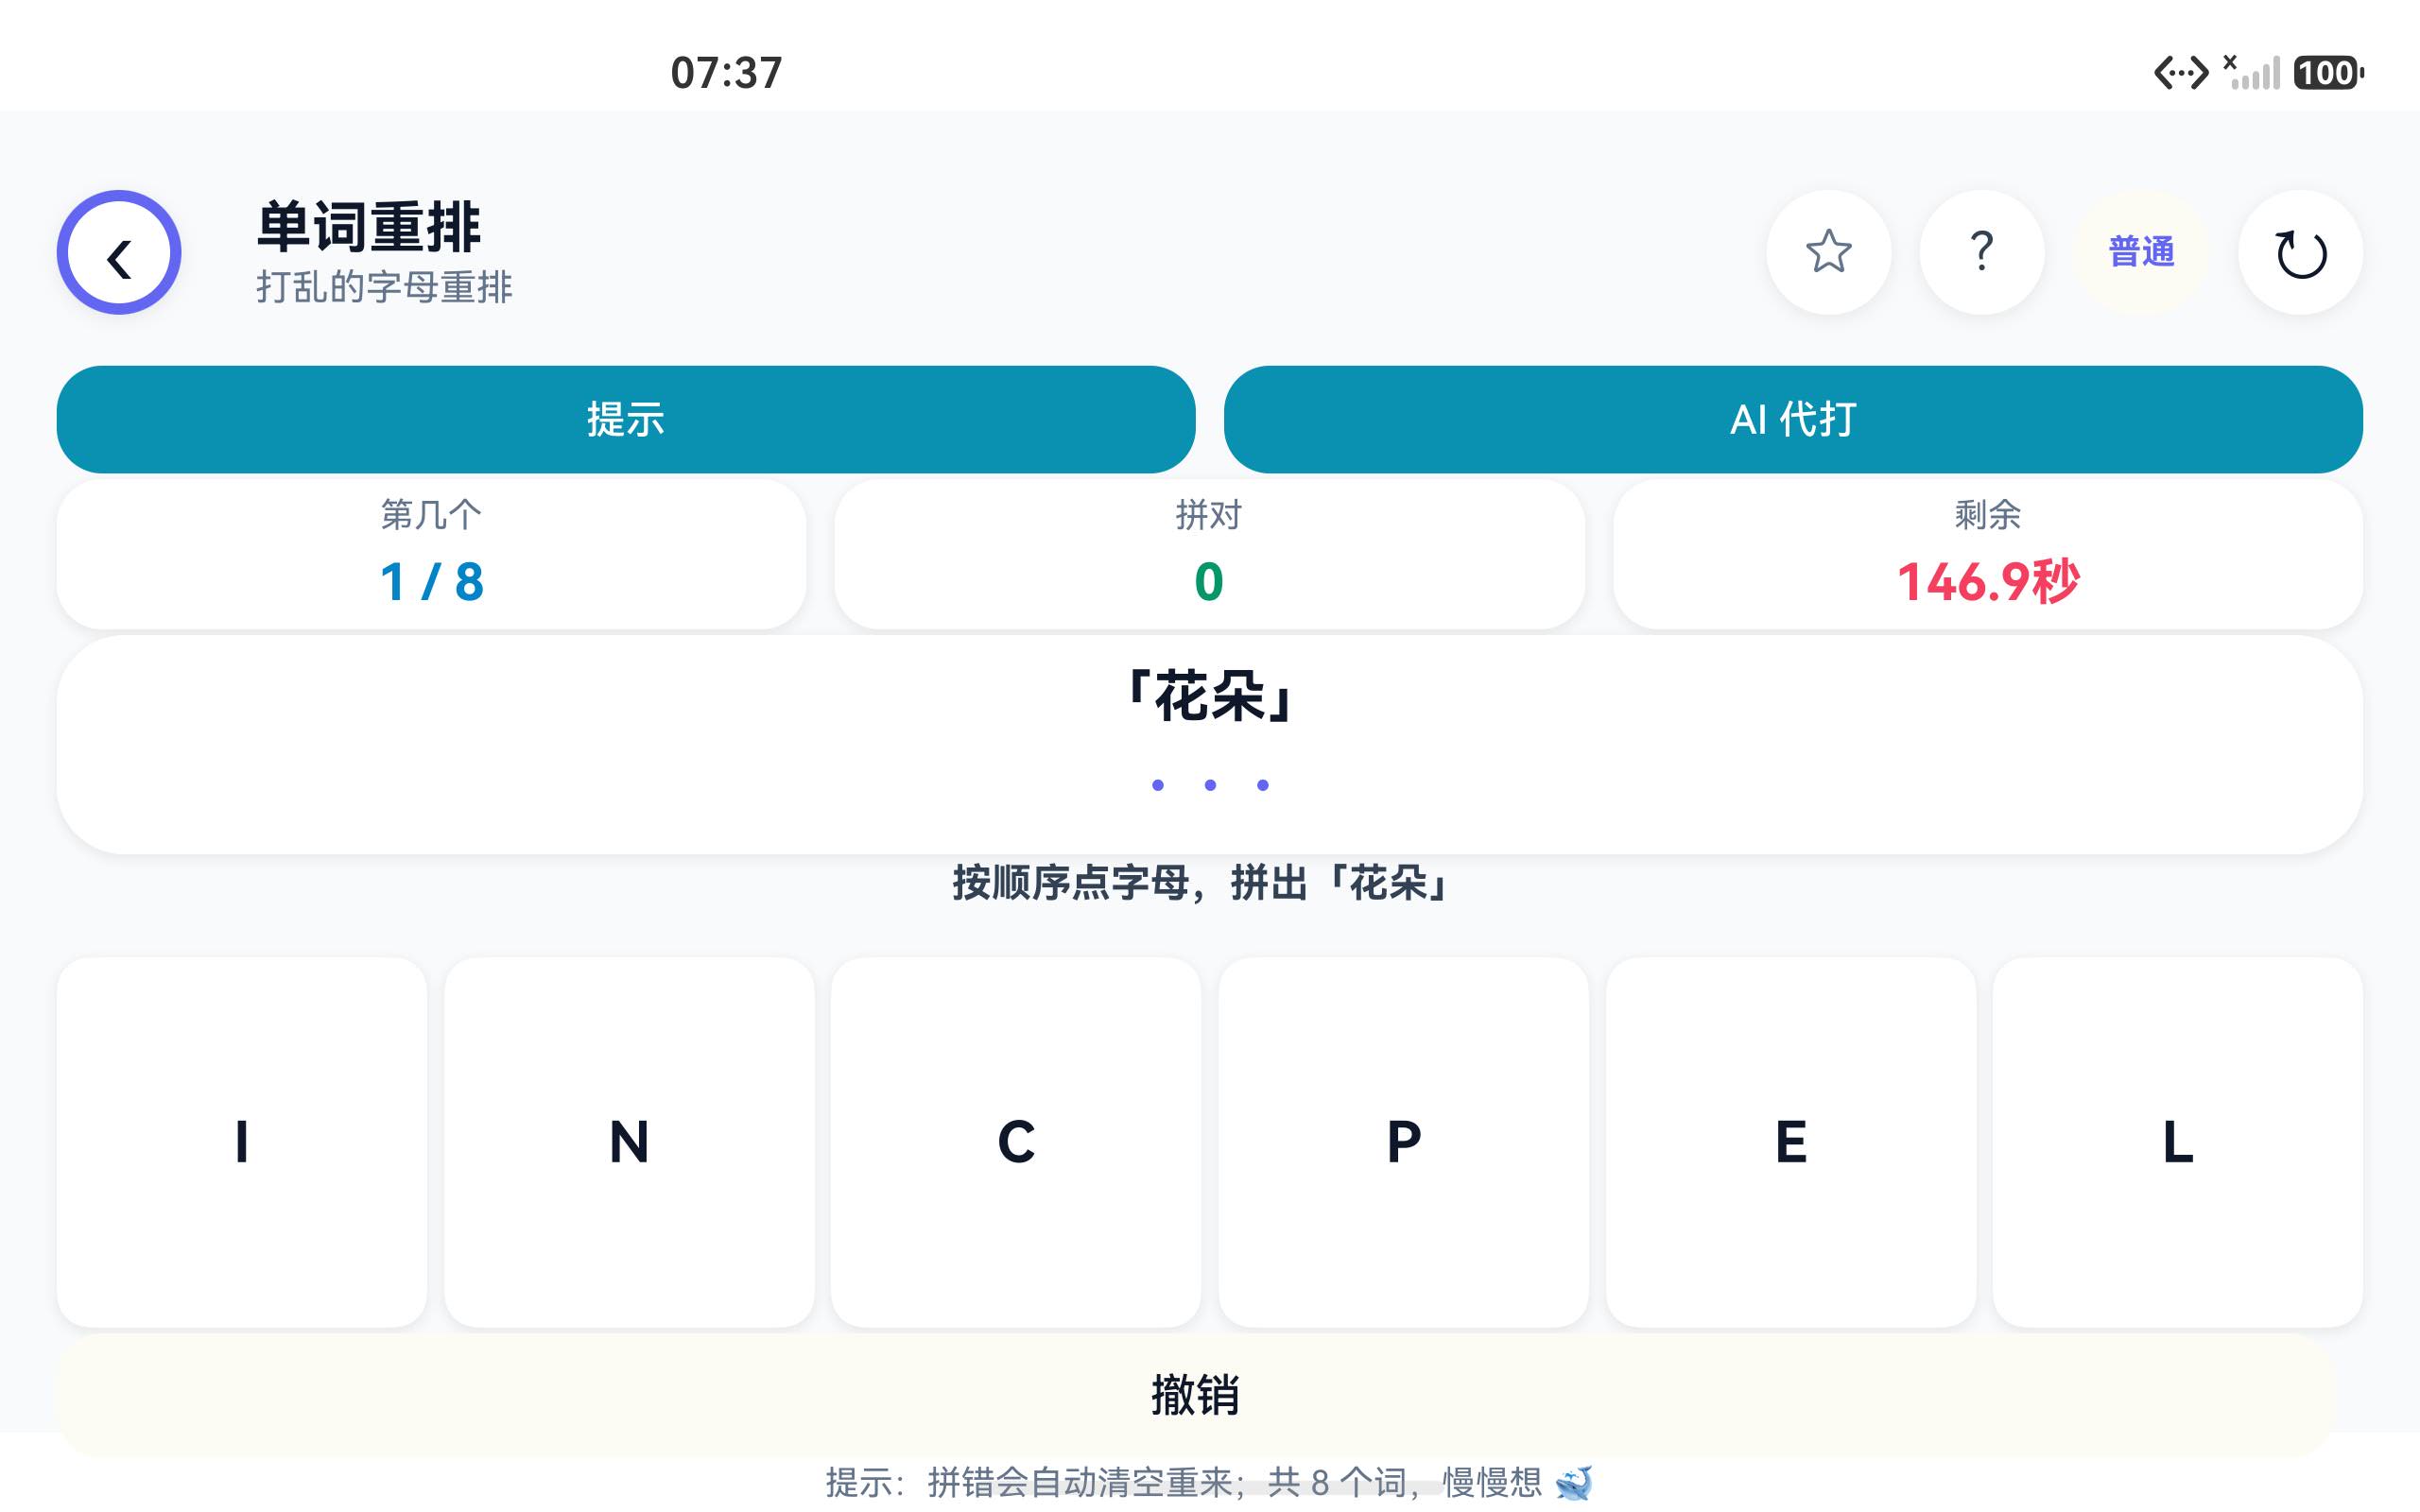 07:37
100
单词重排
打乱的字母重排
?
普通
提示
AI 代打
第几个
拼对
剩余
1 / 8
0
146.9秒
「花朵」
• • •
按顺序点字母，拼出「花朵」
I N C P E L
撤销
提示：拼错会自动清空重来；共 8 个词，慢慢想 🐳